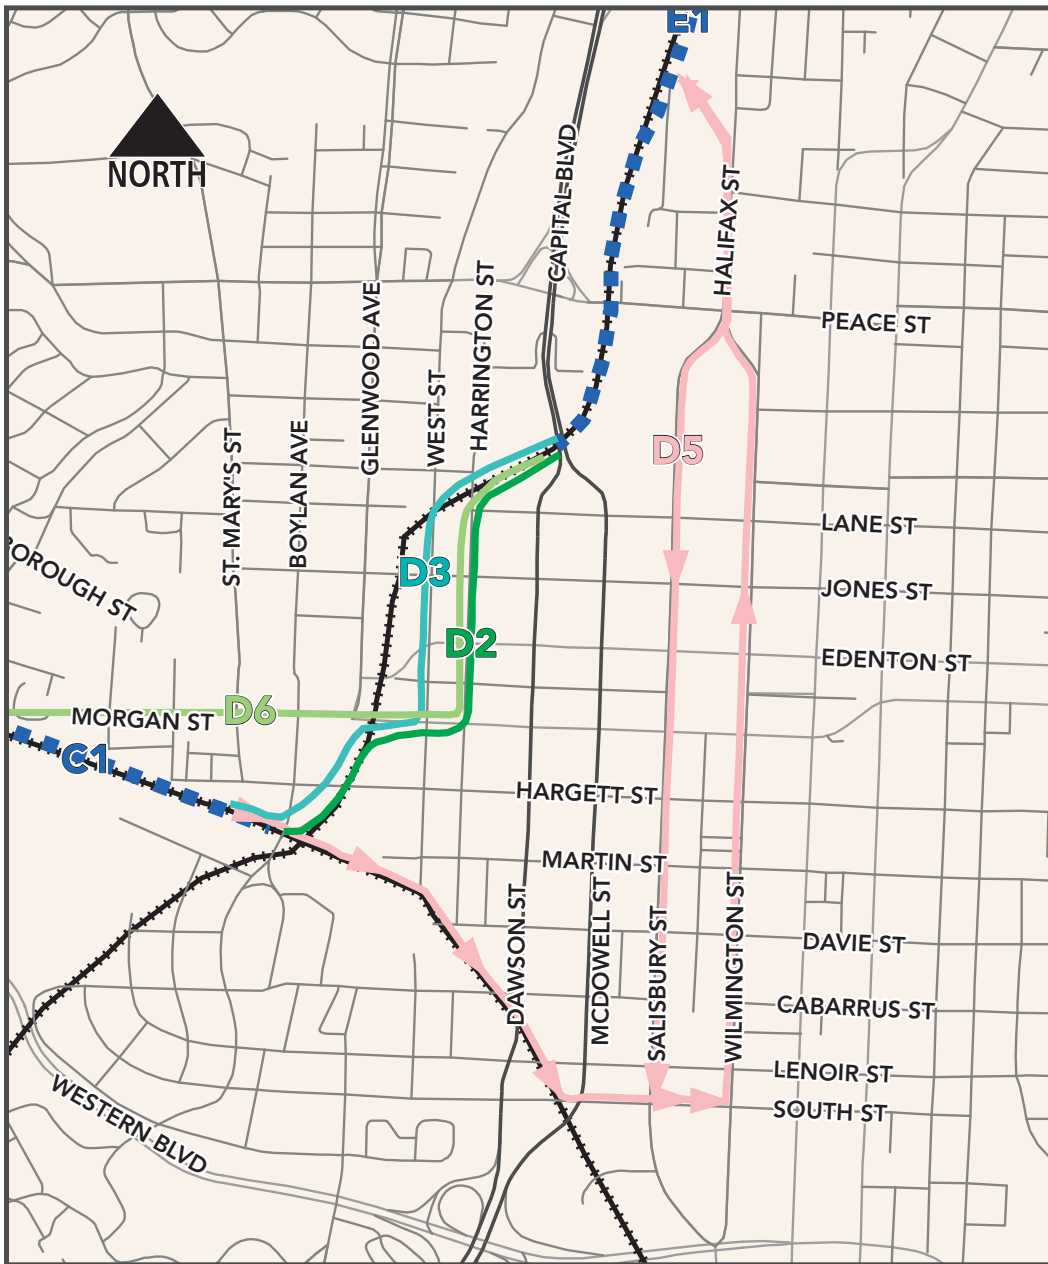 E1
NORTH
CAPITAL BLVD
HALIFAX ST
PEACE ST
GLENWOOD AVE
HARRINGTON ST
WEST ST
ST. MARY'S ST
BOYLAN AVE
D5
LANE ST
OROUGH ST
D3
JONES ST
D2
EDENTON ST
D6
MORGAN ST
C1
HARGETT ST
MARTIN ST
DAWSON ST
MCDOWELL ST
SALISBURY ST
WILMINGTON ST
DAVIE ST
CABARRUS ST
LENOIR ST
SOUTH ST
WESTERN BLVD